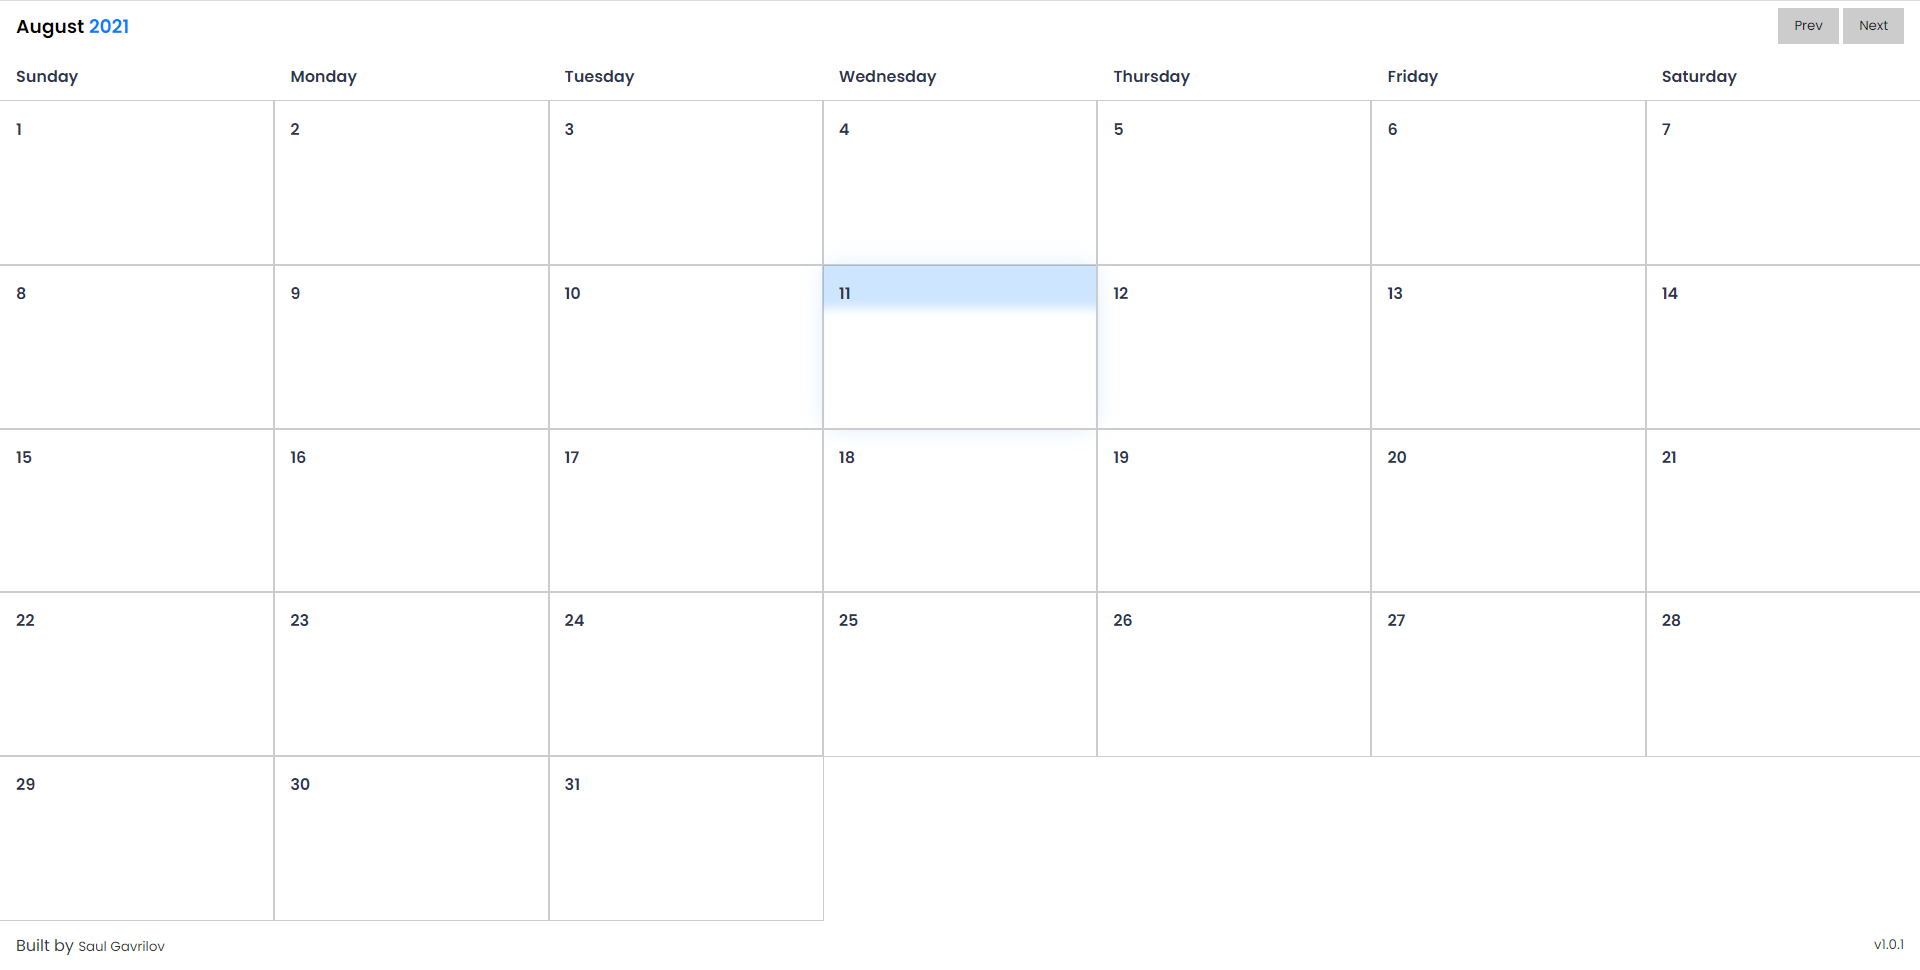 August 2021 Prev Next
Sunday Monday Tuesday Wednesday Thursday Friday Saturday
1 2 3 4 5 6 7
8 9 10 11 12 13 14
15 16 17 18 19 20 21
22 23 24 25 26 27 28
29 30 31
Built by Saul Gavrilov v1.0.1